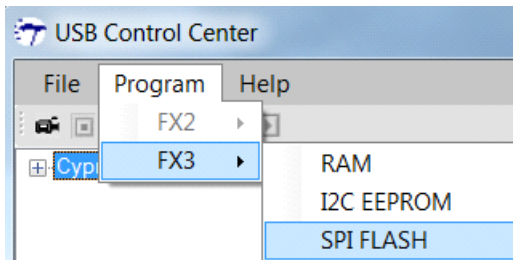 USB Control Center
File Program Help
FX2
FX3
RAM
I2C EEPROM
SPI FLASH